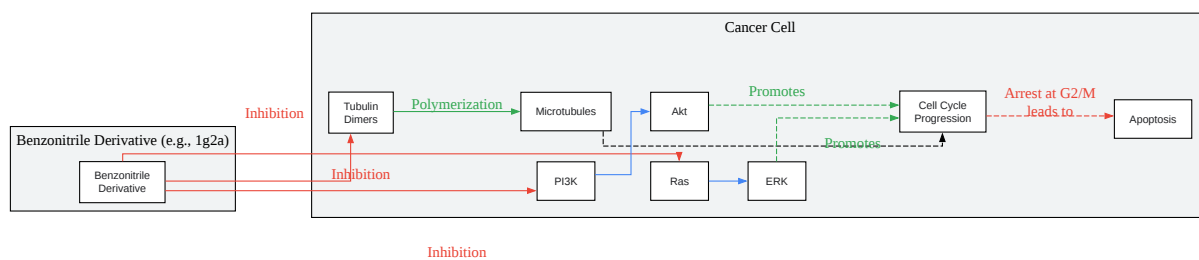 Cancer Cell
Benzonitrile Derivative (e.g., 1g2a)
Benzonitrile
Derivative
Inhibition
Inhibition
Inhibition
Tubulin
Dimers
Polymerization
Microtubules
PI3K
Akt
Ras
ERK
Promotes
Promotes
Cell Cycle
Progression
Arrest at G2/M
leads to
Apoptosis